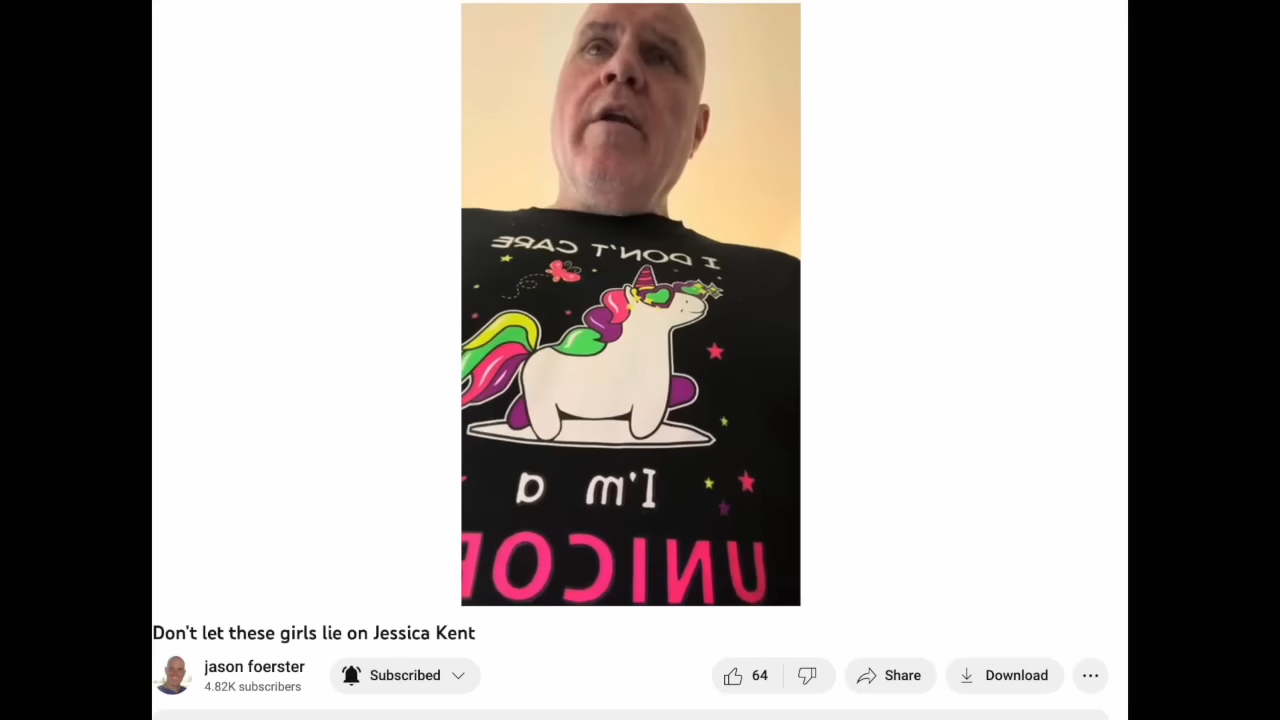 I DON'T CARE
I'm a
UNICOR
Don't let these girls lie on Jessica Kent
jason foerster
4.82K subscribers
Subscribed
64
Share
Download